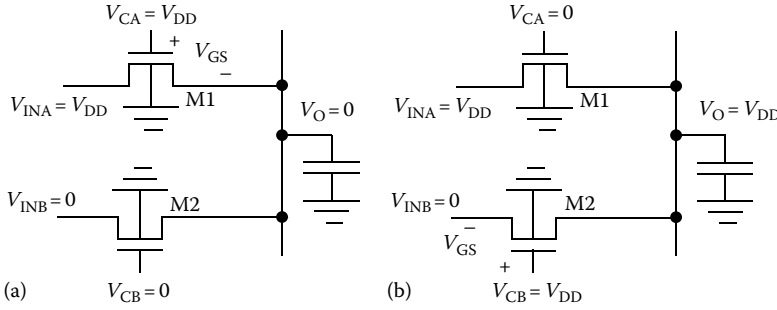 V_CA = V_DD
+
V_GS
−
V_INA = V_DD
M1
V_O = 0
V_INB = 0
M2
V_CB = 0
(a)
V_CA = 0
V_INA = V_DD
M1
V_O = V_DD
V_INB = 0
M2
−
V_GS
+
V_CB = V_DD
(b)